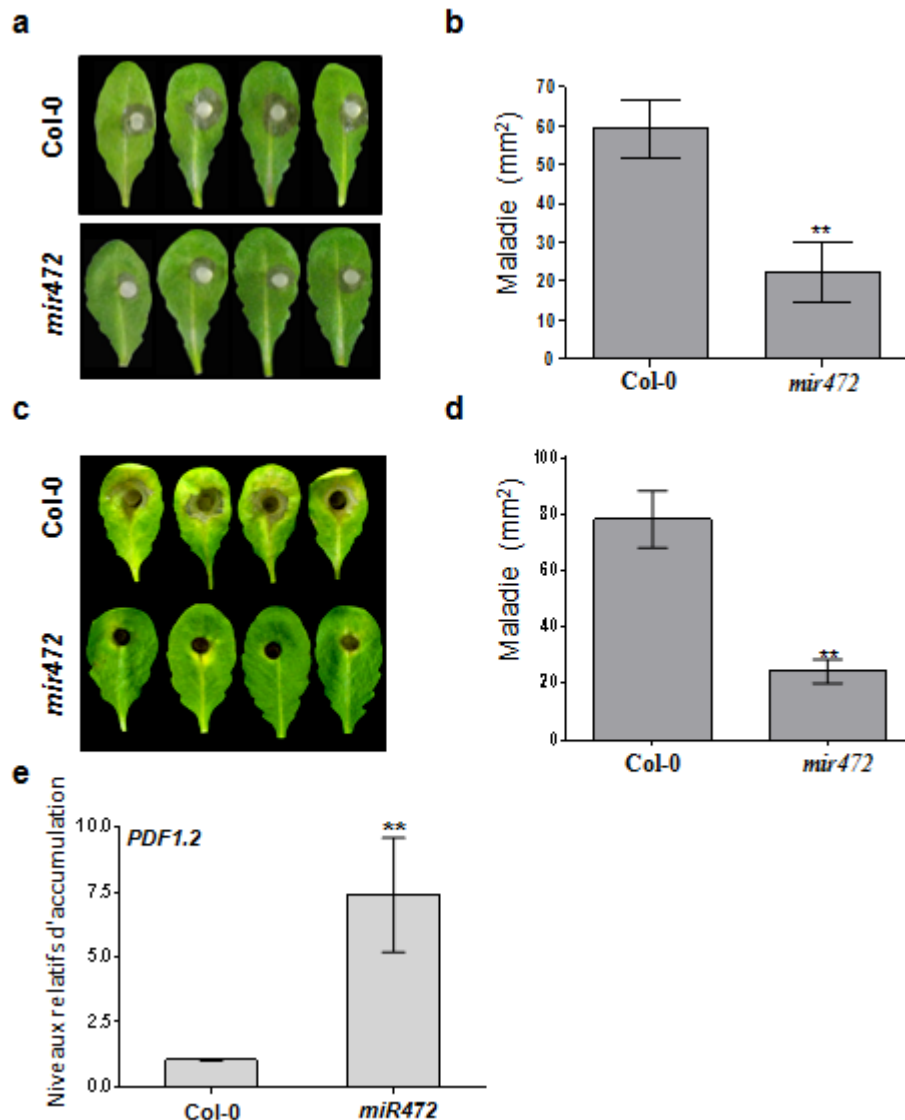 a
Col-0
mir472
b
Maladie (mm²)
70
60
50
40
30
20
10
0
**
Col-0
mir472
c
Col-0
mir472
d
Maladie (mm²)
100
80
60
40
20
0
**
Col-0
mir472
e
Niveaux relatifs d'accumulation
10.0
7.5
5.0
2.5
0.0
PDF1.2
**
Col-0
miR472